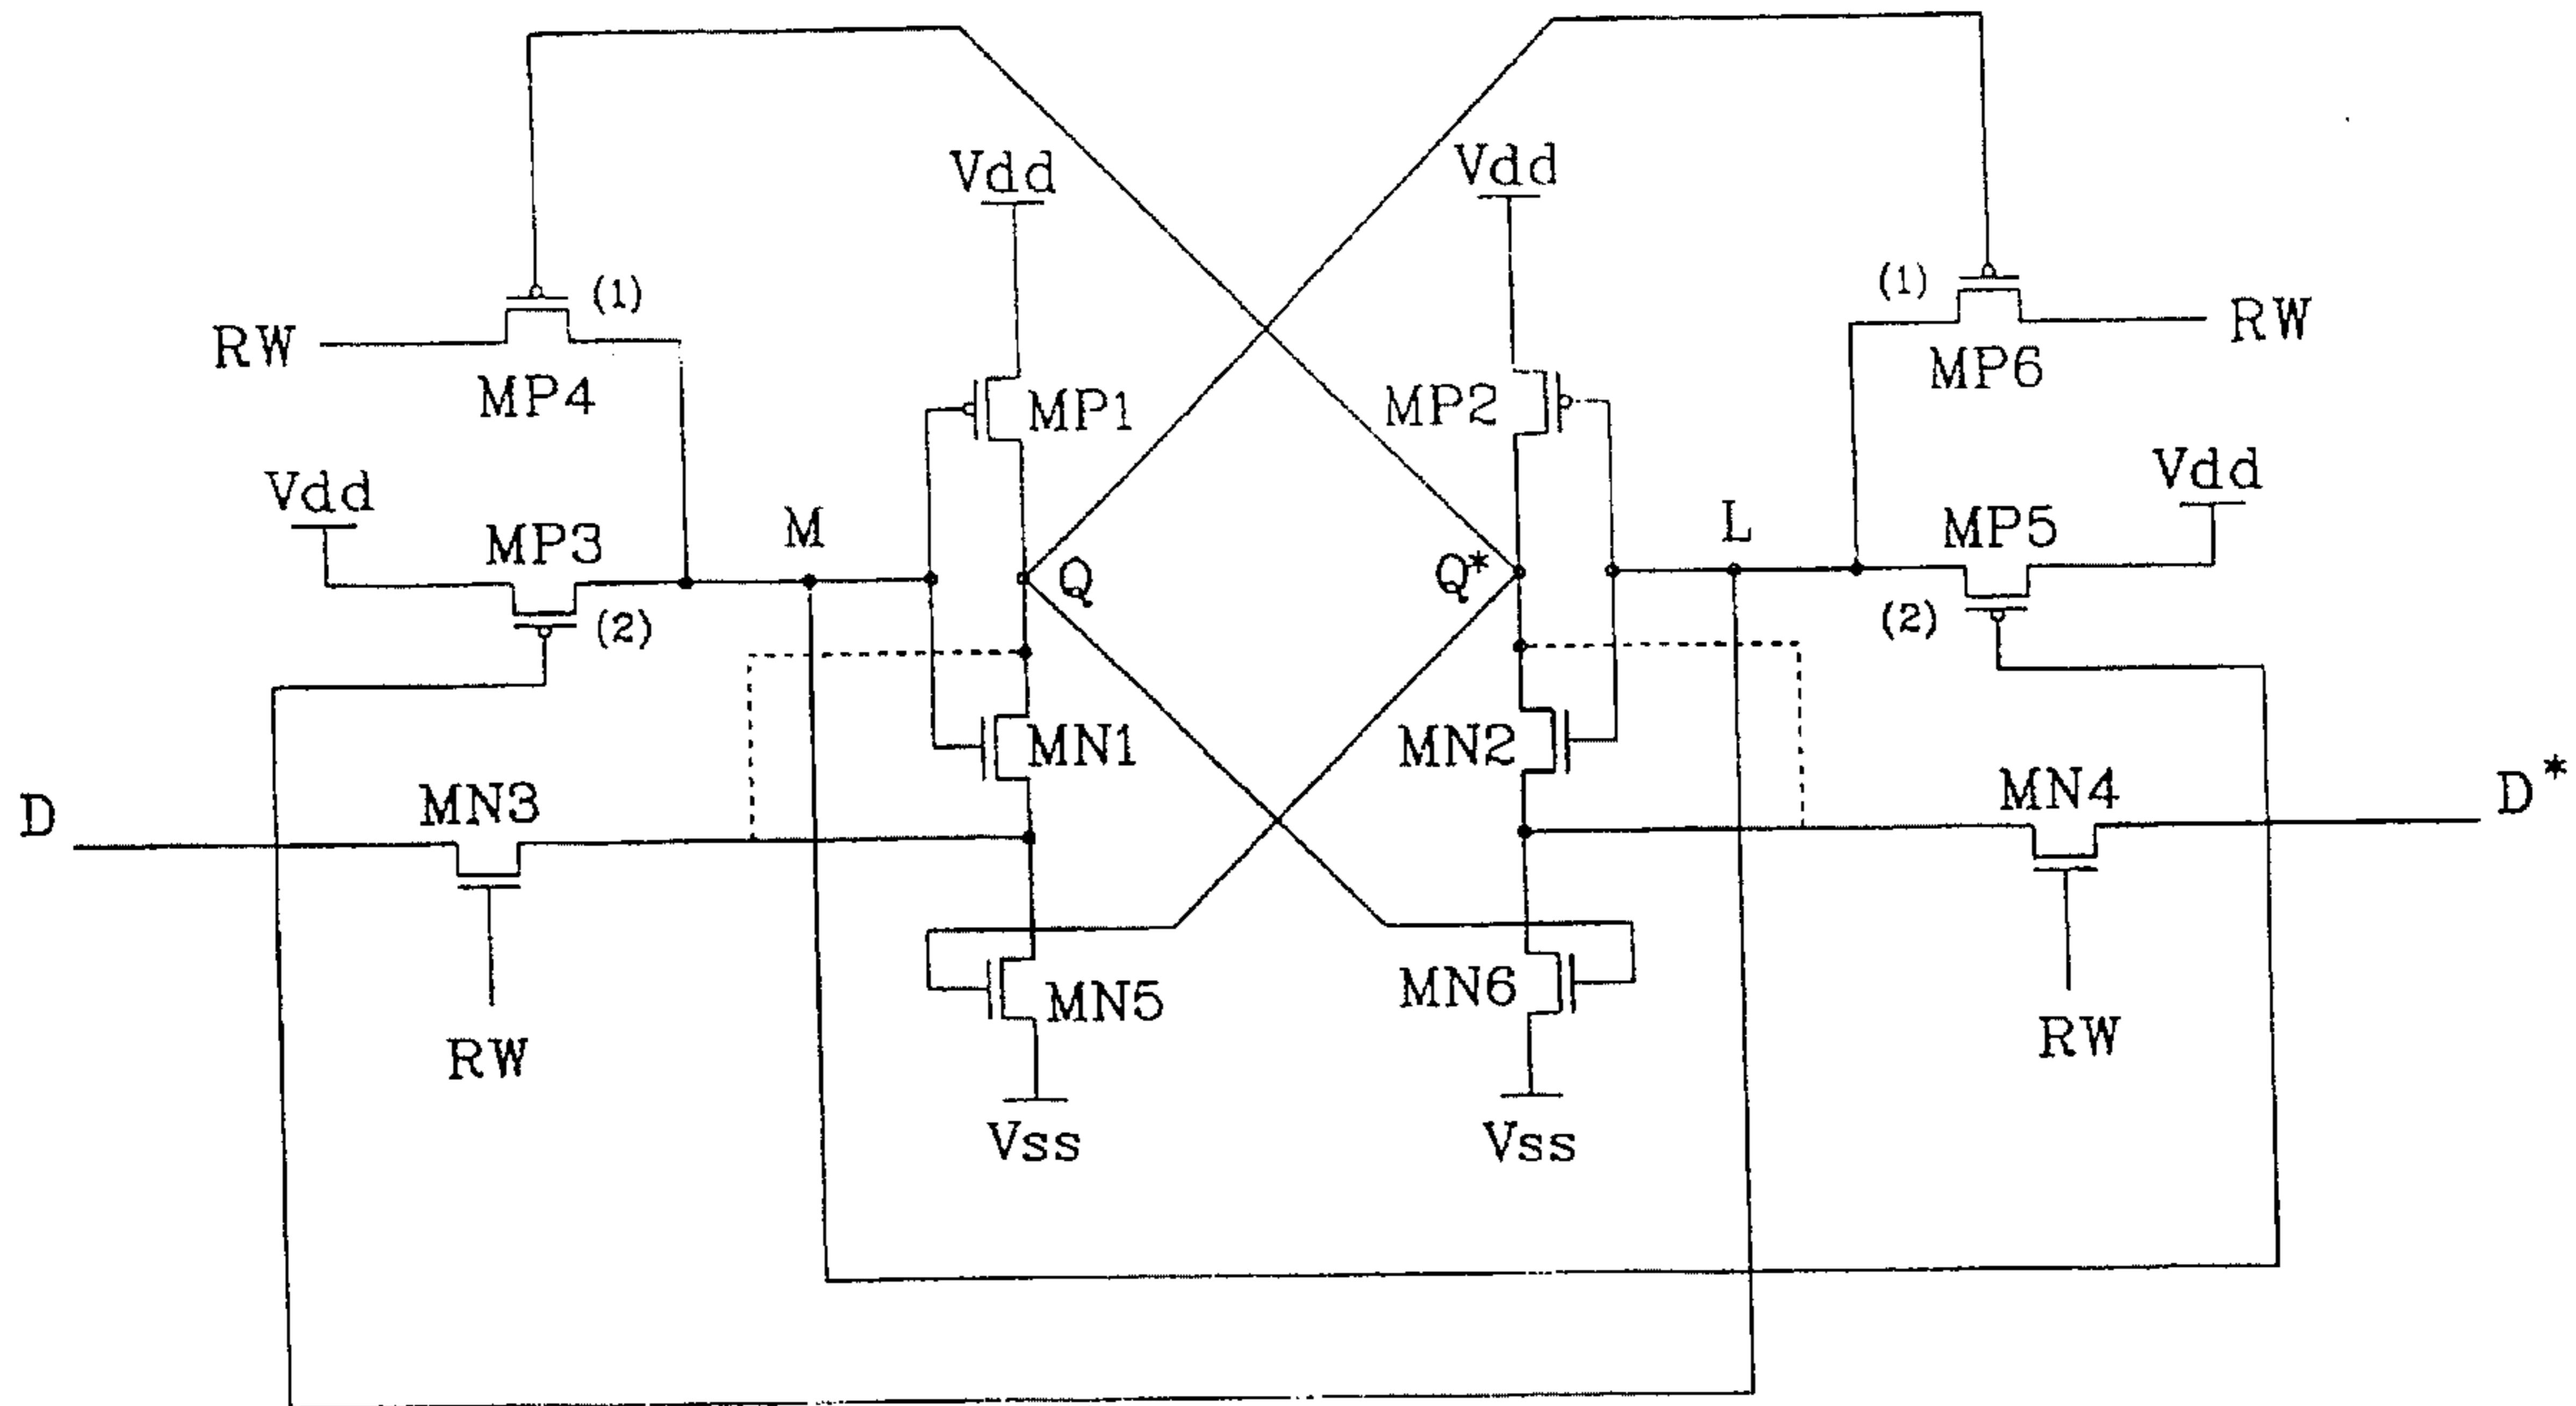 Vdd
Vdd
(1)
(1)
RW
RW
MP4
MP1
MP2
MP6
Vdd
Vdd
MP3
M
L
MP5
Q
Q*
(2)
(2)
MN1
MN2
D
MN3
MN4
D*
MN5
MN6
RW
RW
Vss
Vss